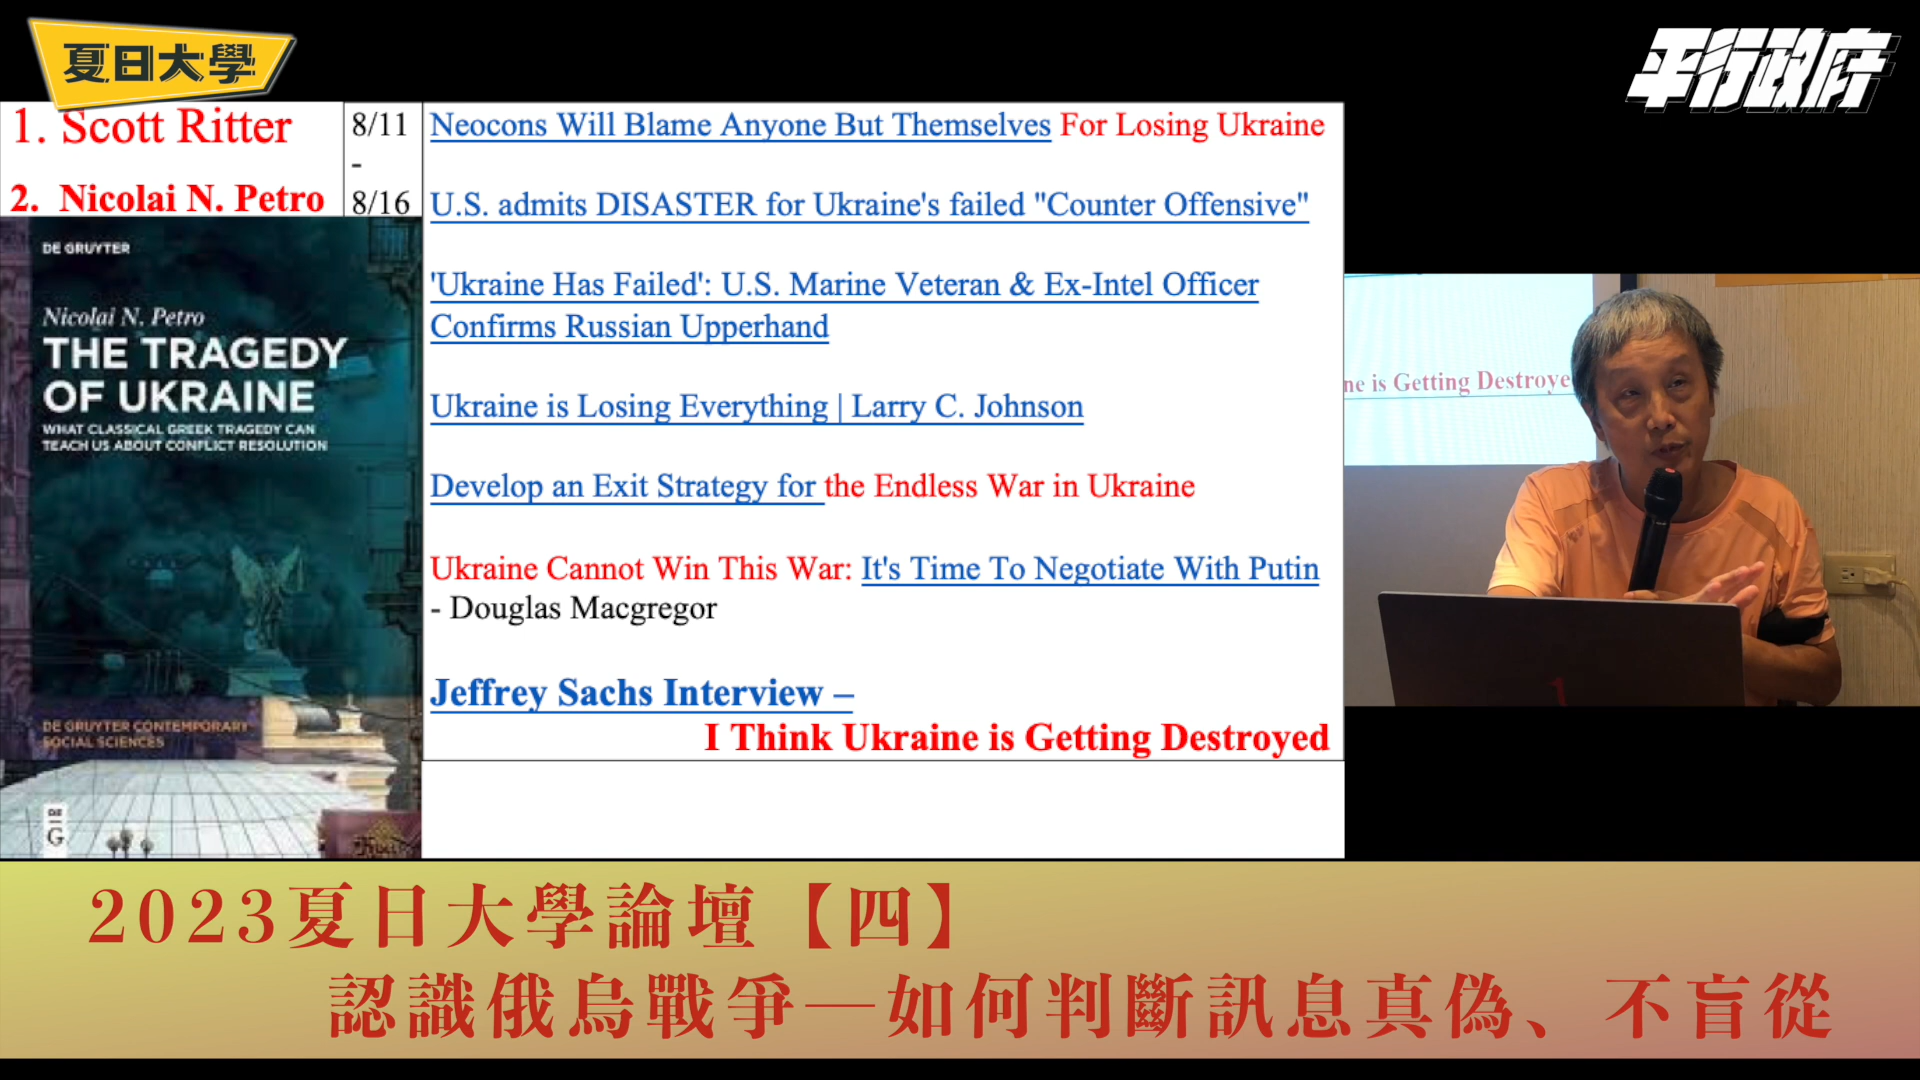 夏日大學
平行政府
1. Scott Ritter
2. Nicolai N. Petro
8/11
-
8/16
Neocons Will Blame Anyone But Themselves For Losing Ukraine
U.S. admits DISASTER for Ukraine's failed "Counter Offensive"
'Ukraine Has Failed': U.S. Marine Veteran & Ex-Intel Officer
Confirms Russian Upperhand
Ukraine is Losing Everything | Larry C. Johnson
Develop an Exit Strategy for the Endless War in Ukraine
Ukraine Cannot Win This War: It's Time To Negotiate With Putin
- Douglas Macgregor
Jeffrey Sachs Interview –
I Think Ukraine is Getting Destroyed
DE GRUYTER
Nicolai N. Petro
THE TRAGEDY
OF UKRAINE
WHAT CLASSICAL GREEK TRAGEDY CAN
TEACH US ABOUT CONFLICT RESOLUTION
DE GRUYTER CONTEMPORARY
SOCIAL SCIENCES
DE
G
ne is Getting Destroye
2023夏日大學論壇【四】
認識俄烏戰爭—如何判斷訊息真偽、不盲從